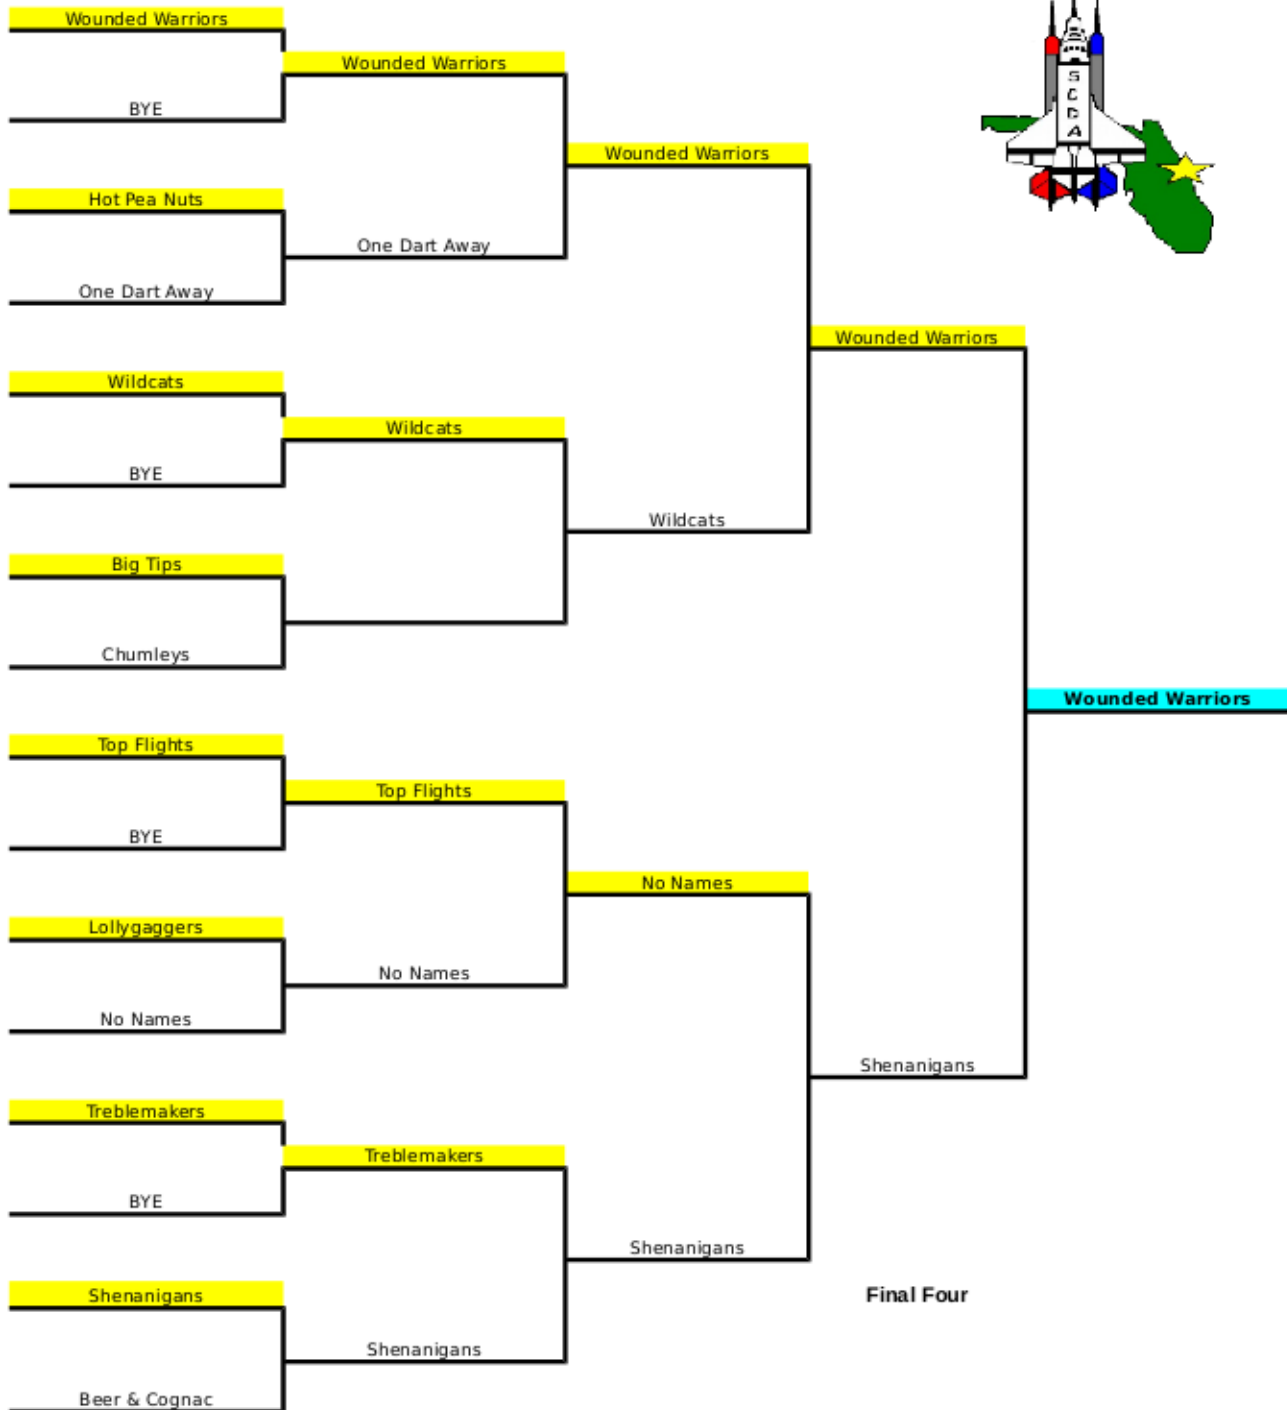 Wounded Warriors
BYE
Hot Pea Nuts
One Dart Away
Wildcats
BYE
Big Tips
Chumleys
Top Flights
BYE
Lollygaggers
No Names
Treblemakers
BYE
Shenanigans
Beer & Cognac
Wounded Warriors
One Dart Away
Wildcats
Top Flights
No Names
Treblemakers
Shenanigans
Wounded Warriors
Wildcats
No Names
Shenanigans
Wounded Warriors
Shenanigans
Wounded Warriors
Final Four
S
C
D
A